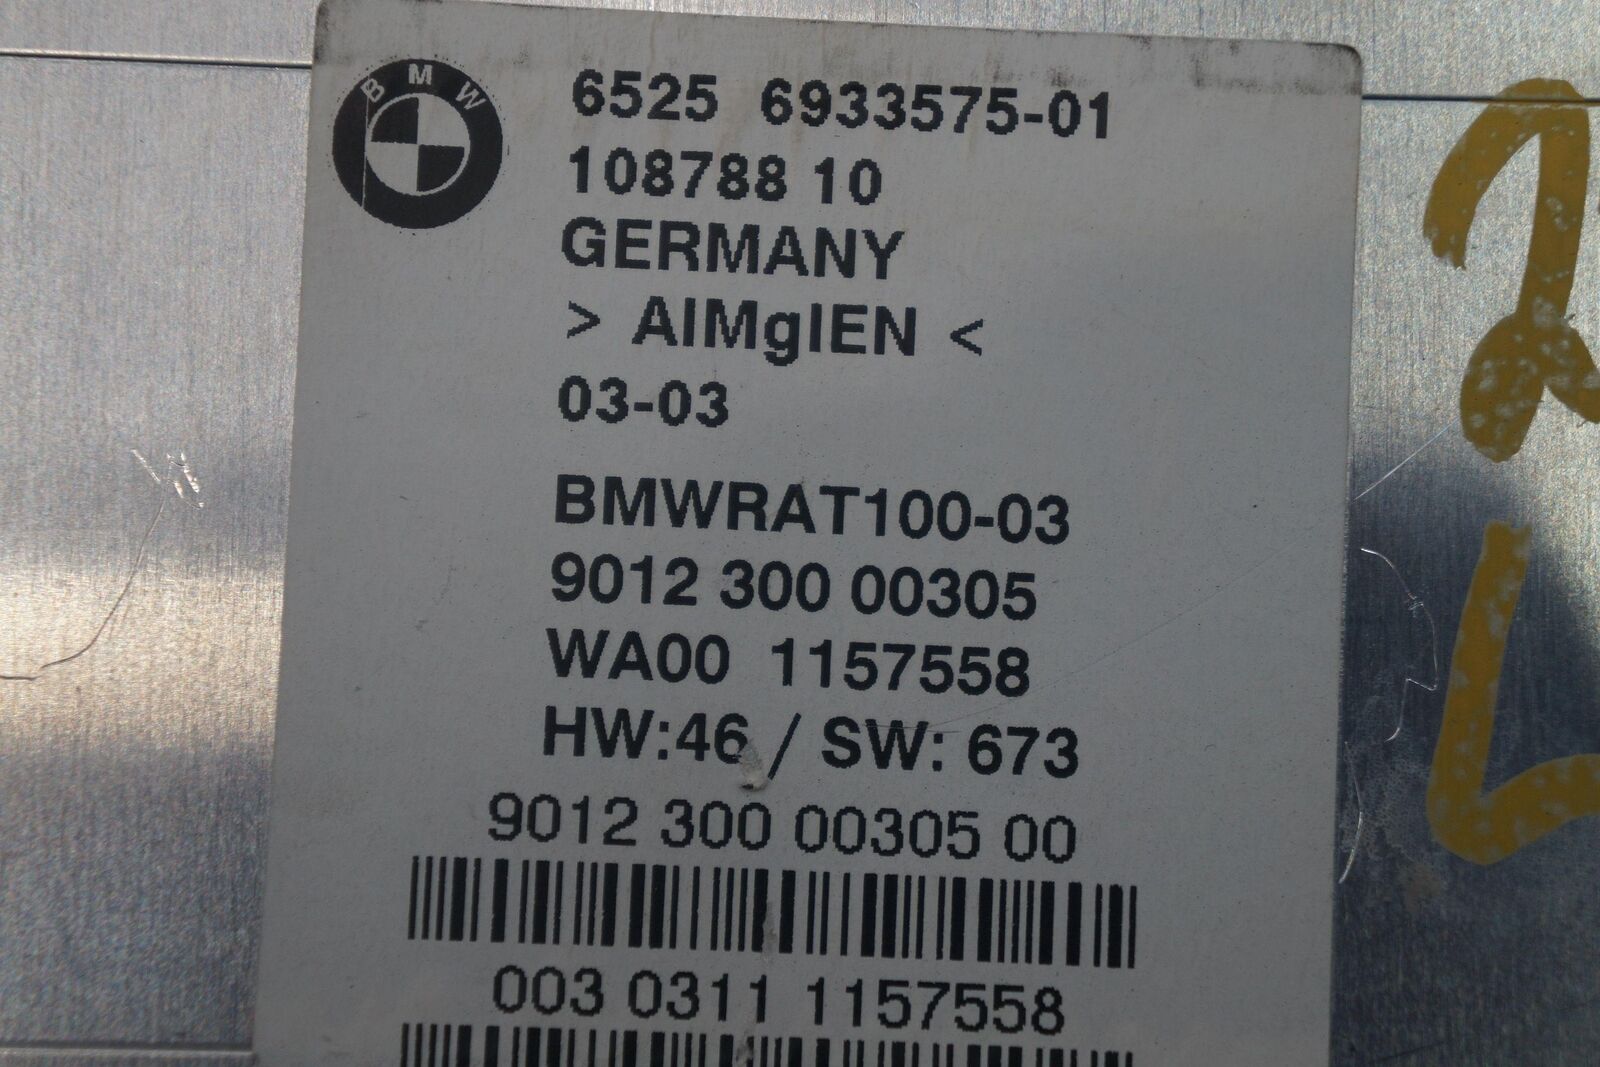 BMW
6525 6933575-01
108788 10
GERMANY
> AlMgIEN <
03-03
BMWRAT100-03
9012 300 00305
WA00 1157558
HW:46 / SW: 673
9012 300 00305 00
003 0311 1157558